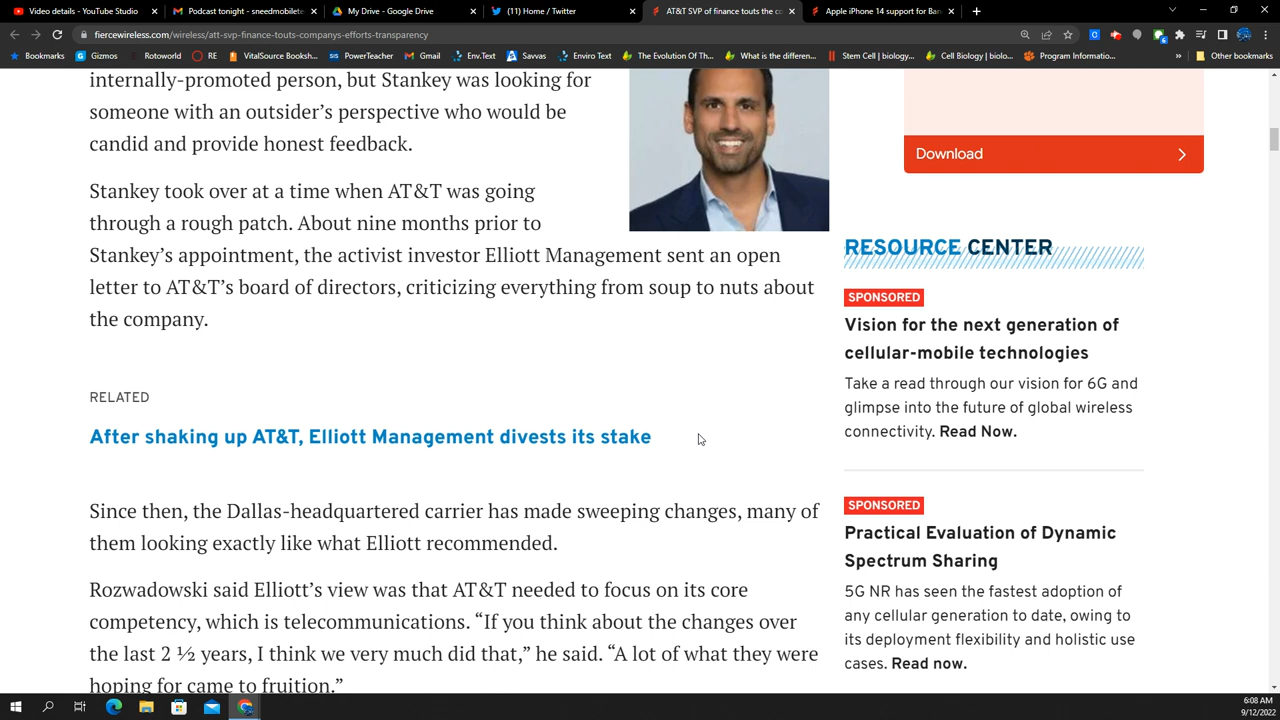 Video details - YouTube Studio
Podcast tonight - sneedmobilete
My Drive - Google Drive
(11) Home / Twitter
AT&T SVP of finance touts the co
Apple iPhone 14 support for Ban
fiercewireless.com/wireless/att-svp-finance-touts-companys-efforts-transparency
Bookmarks
Genetics
Rotoworld
RE
VitalSource Booksh...
PowerTeacher
Gmail
Env.Text
Savvas
Enviro Text
The Evolution Of Th...
What is the differen...
Stem Cell | biology...
Cell Biology | biolo...
Program Informatio...
»
Other bookmarks
internally-promoted person, but Stankey was looking for
someone with an outsider's perspective who would be
candid and provide honest feedback.
Stankey took over at a time when AT&T was going
through a rough patch. About nine months prior to
Stankey's appointment, the activist investor Elliott Management sent an open
letter to AT&T's board of directors, criticizing everything from soup to nuts about
the company.
RELATED
After shaking up AT&T, Elliott Management divests its stake
Since then, the Dallas-headquartered carrier has made sweeping changes, many of
them looking exactly like what Elliott recommended.
Rozwadowski said Elliott's view was that AT&T needed to focus on its core
competency, which is telecommunications. “If you think about the changes over
the last 2 ½ years, I think we very much did that,” he said. “A lot of what they were
hoping for came to fruition.”
Download
RESOURCE CENTER
SPONSORED
Vision for the next generation of
cellular-mobile technologies
Take a read through our vision for 6G and
glimpse into the future of global wireless
connectivity. Read Now.
SPONSORED
Practical Evaluation of Dynamic
Spectrum Sharing
5G NR has seen the fastest adoption of
any cellular generation to date, owing to
its deployment flexibility and holistic use
cases. Read now.
6:08 AM
9/12/2022